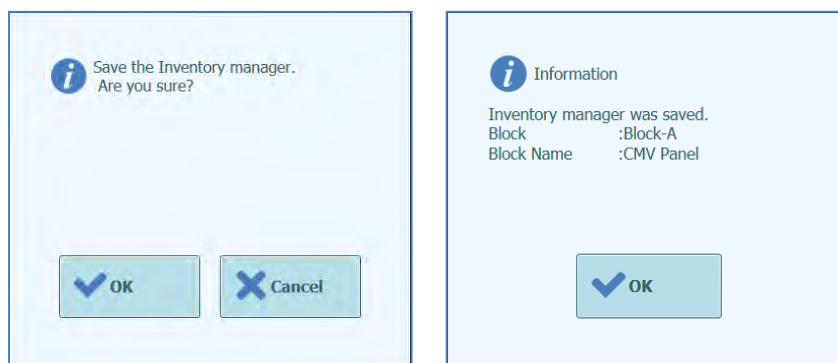 Save the Inventory manager.
Are you sure?
OK
Cancel
Information
Inventory manager was saved.
Block :Block-A
Block Name :CMV Panel
OK